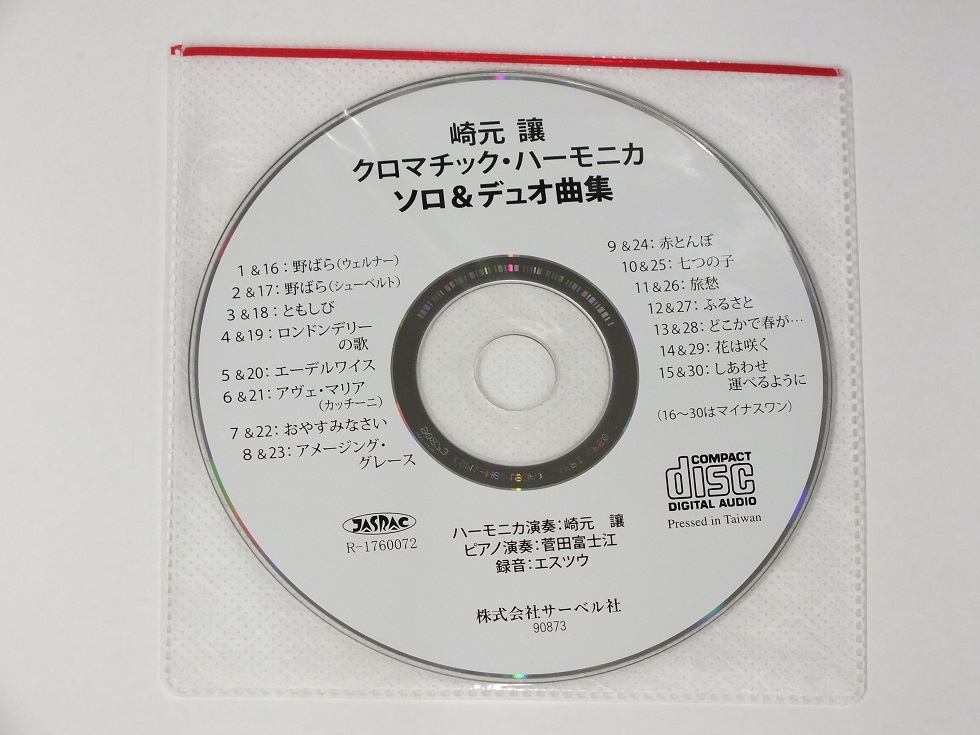 崎元 讓
クロマチック・ハーモニカ
ソロ＆デュオ曲集
1 &16：野ばら（ウェルナー）
2 &17：野ばら（シューベルト）
3 &18：ともしび
4 &19：ロンドンデリー
の歌
5 &20：エーデルワイス
6 &21：アヴェ・マリア
（カッチーニ）
7 &22：おやすみなさい
8 &23：アメージング・
グレース
9 &24：赤とんぼ
10 &25：七つの子
11 &26：旅愁
12 &27：ふるさと
13 &28：どこかで春が…
14 &29：花は咲く
15 &30：しあわせ
運べるように
（16〜30はマイナスワン）
COMPACT
disc
DIGITAL AUDIO
Pressed in Taiwan
JASRAC
R-1760072
ハーモニカ演奏：崎元　讓
ピアノ演奏：菅田富士江
録音：エスツウ
株式会社サーベル社
90873